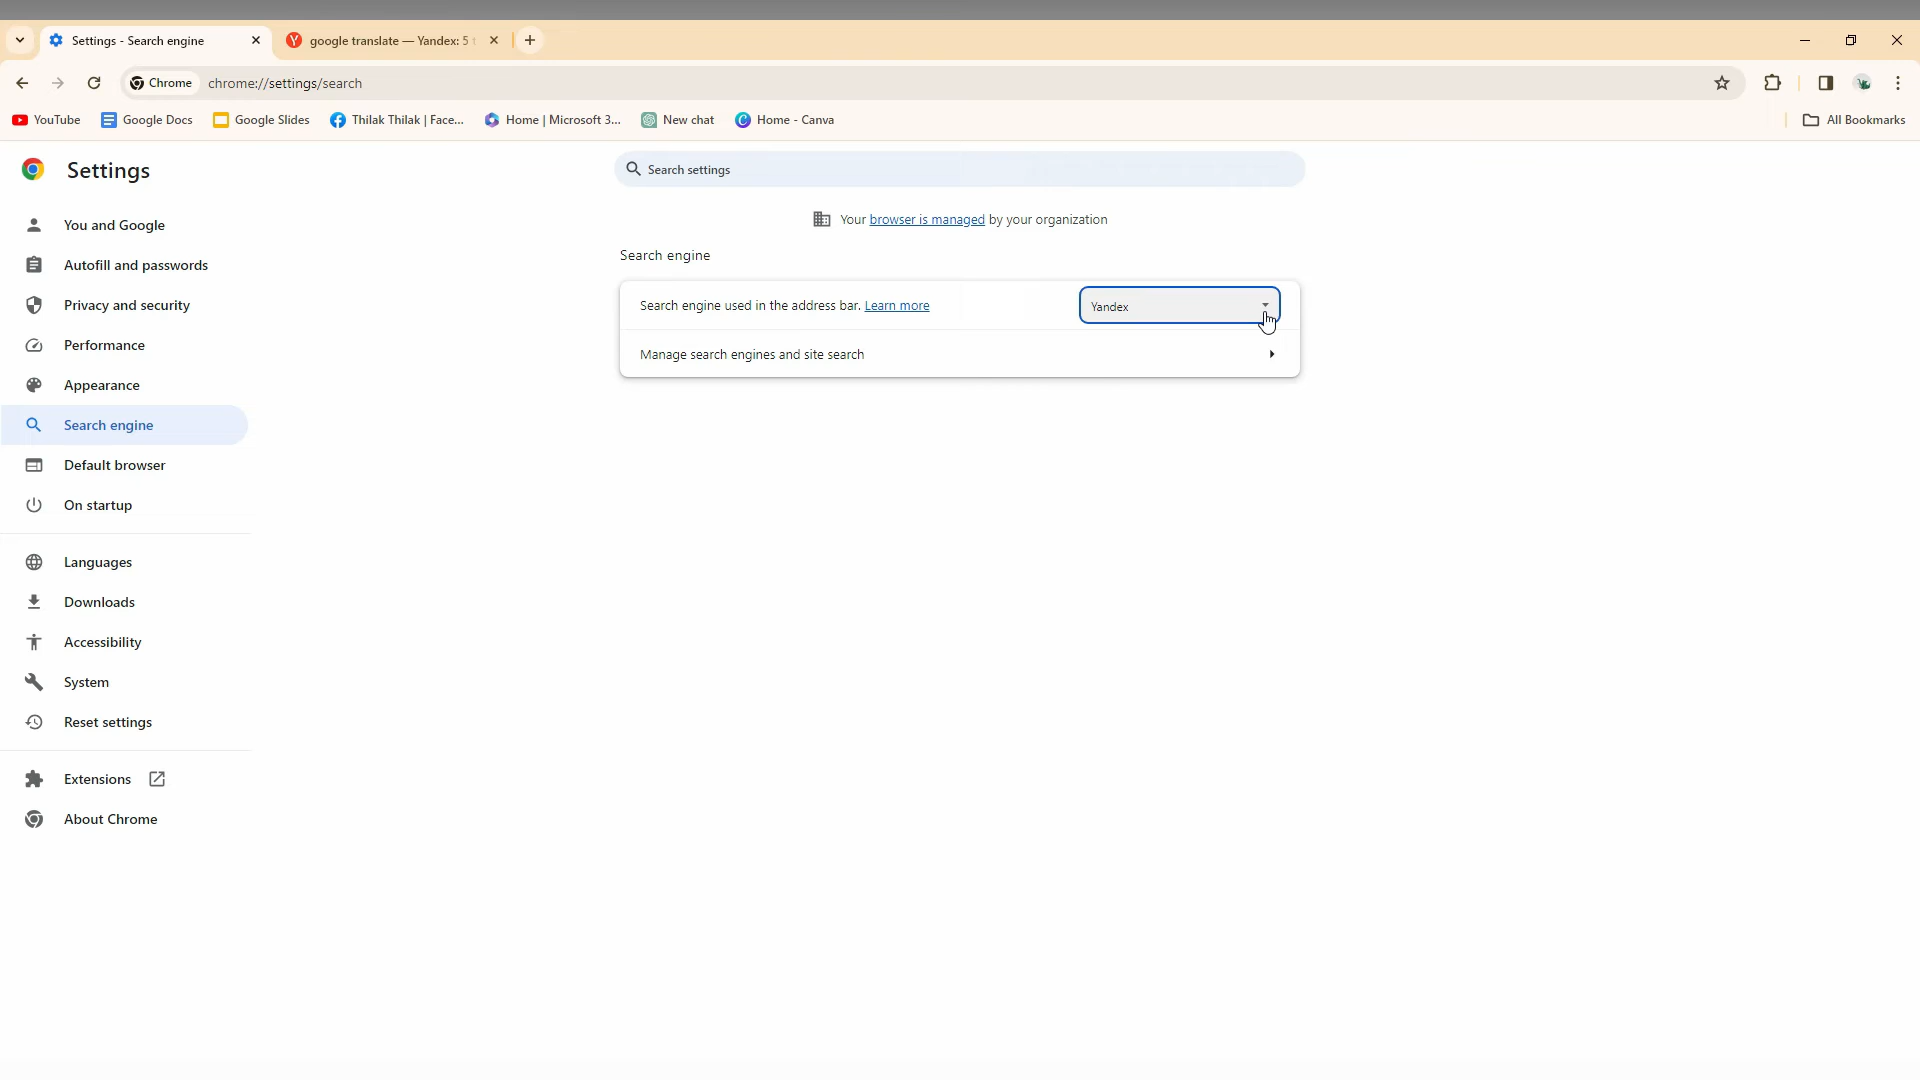 Settings - Search engine
google translate — Yandex: 5
Chrome
chrome://settings/search
YouTube
Google Docs
Google Slides
Thilak Thilak | Face...
Home | Microsoft 3...
New chat
Home - Canva
All Bookmarks
Settings
Search settings
Your browser is managed by your organization
You and Google
Autofill and passwords
Privacy and security
Performance
Appearance
Search engine
Default browser
On startup
Languages
Downloads
Accessibility
System
Reset settings
Extensions
About Chrome
Search engine
Search engine used in the address bar. Learn more
Yandex
Manage search engines and site search